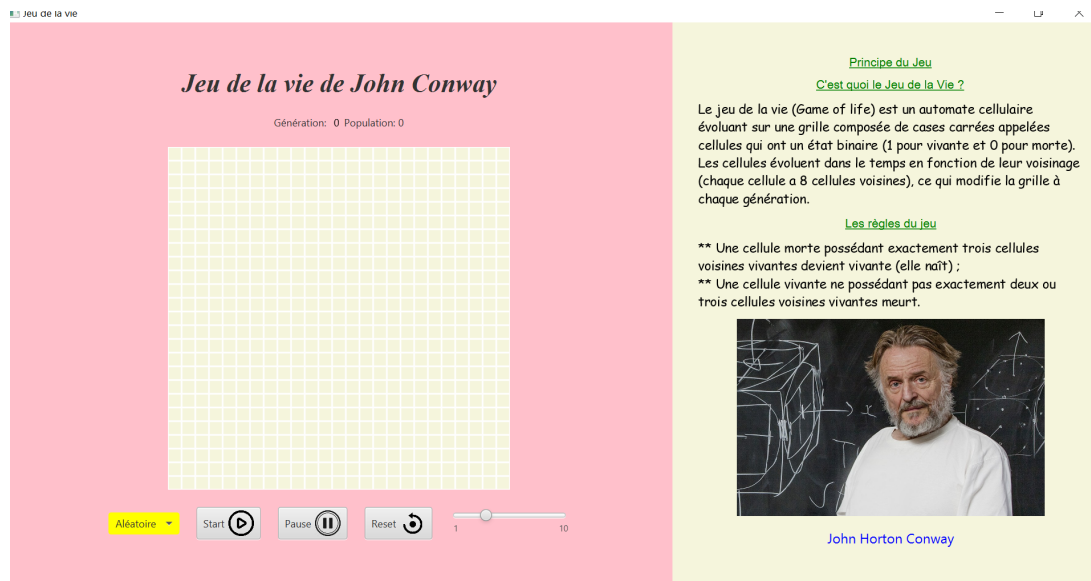 Jeu de la vie
Jeu de la vie de John Conway
Génération: 0 Population: 0
Aléatoire
Start
Pause
Reset
1
10
Principe du Jeu
C'est quoi le Jeu de la Vie ?
Le jeu de la vie (Game of life) est un automate cellulaire
évoluant sur une grille composée de cases carrées appelées
cellules qui ont un état binaire (1 pour vivante et 0 pour morte).
Les cellules évoluent dans le temps en fonction de leur voisinage
(chaque cellule a 8 cellules voisines), ce qui modifie la grille à
chaque génération.
Les règles du jeu
** Une cellule morte possédant exactement trois cellules
voisines vivantes devient vivante (elle naît) ;
** Une cellule vivante ne possédant pas exactement deux ou
trois cellules voisines vivantes meurt.
John Horton Conway